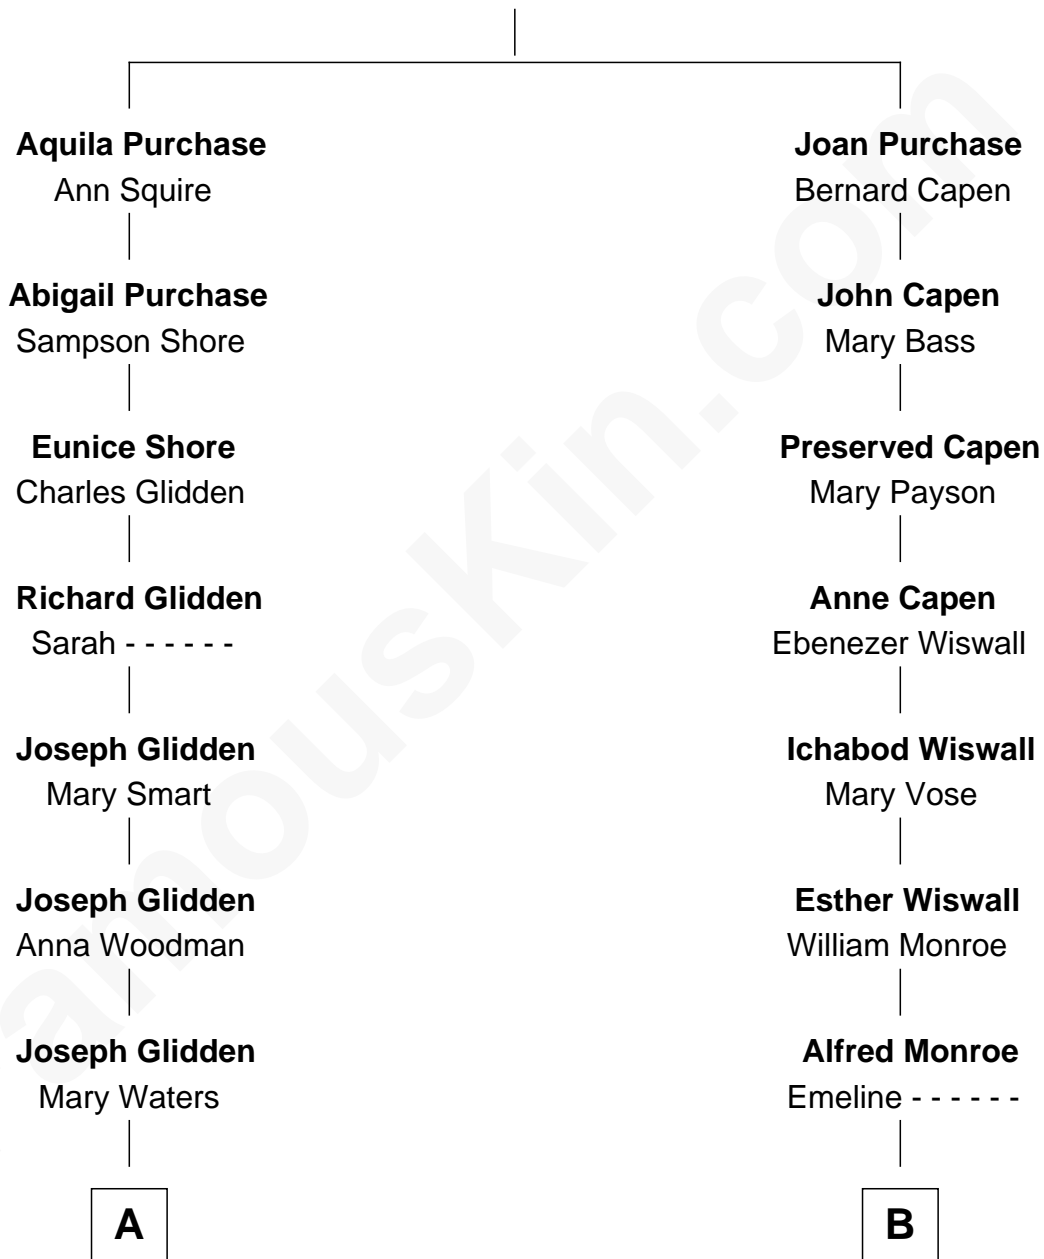 Aquila Purchase
Ann Squire
Joan Purchase
Bernard Capen
Abigail Purchase
Sampson Shore
John Capen
Mary Bass
Eunice Shore
Charles Glidden
Preserved Capen
Mary Payson
Richard Glidden
Sarah - - - - - -
Anne Capen
Ebenezer Wiswall
Joseph Glidden
Mary Smart
Ichabod Wiswall
Mary Vose
Joseph Glidden
Anna Woodman
Esther Wiswall
William Monroe
Joseph Glidden
Mary Waters
Alfred Monroe
Emeline - - - - - -
A
B
amouskin.com